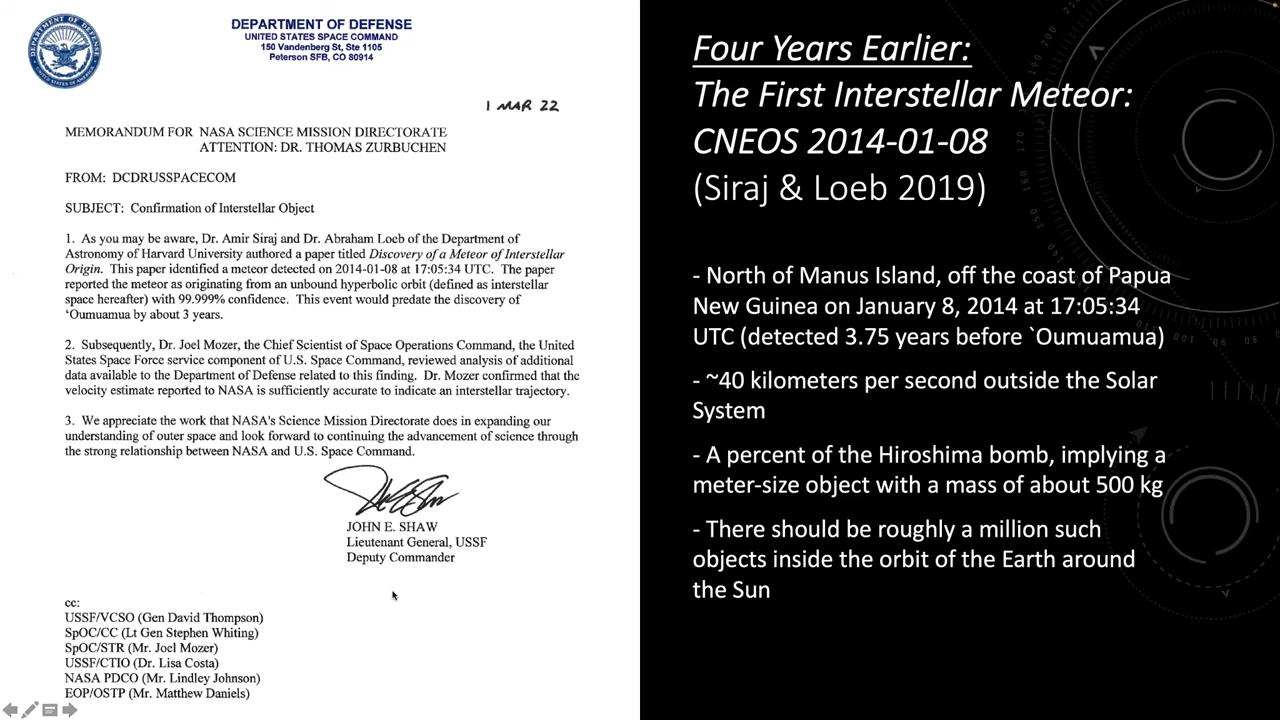 DEPARTMENT OF DEFENSE
UNITED STATES SPACE COMMAND
150 Vandenberg St, Ste 1105
Peterson SFB, CO 80914
1 MAR 22
MEMORANDUM FOR NASA SCIENCE MISSION DIRECTORATE
ATTENTION: DR. THOMAS ZURBUCHEN
FROM: DCDRUSSPACECOM
SUBJECT: Confirmation of Interstellar Object
1. As you may be aware, Dr. Amir Siraj and Dr. Abraham Loeb of the Department of
Astronomy of Harvard University authored a paper titled Discovery of a Meteor of Interstellar
Origin. This paper identified a meteor detected on 2014-01-08 at 17:05:34 UTC. The paper
reported the meteor as originating from an unbound hyperbolic orbit (defined as interstellar
space hereafter) with 99.999% confidence. This event would predate the discovery of
‘Oumuamua by about 3 years.
2. Subsequently, Dr. Joel Mozer, the Chief Scientist of Space Operations Command, the United
States Space Force service component of U.S. Space Command, reviewed analysis of additional
data available to the Department of Defense related to this finding. Dr. Mozer confirmed that the
velocity estimate reported to NASA is sufficiently accurate to indicate an interstellar trajectory.
3. We appreciate the work that NASA's Science Mission Directorate does in expanding our
understanding of outer space and look forward to continuing the advancement of science through
the strong relationship between NASA and U.S. Space Command.
JOHN E. SHAW
Lieutenant General, USSF
Deputy Commander
cc:
USSF/VCSO (Gen David Thompson)
SpOC/CC (Lt Gen Stephen Whiting)
SpOC/STR (Mr. Joel Mozer)
USSF/CTIO (Dr. Lisa Costa)
NASA PDCO (Mr. Lindley Johnson)
EOP/OSTP (Mr. Matthew Daniels)
Four Years Earlier:
The First Interstellar Meteor:
CNEOS 2014-01-08
(Siraj & Loeb 2019)
- North of Manus Island, off the coast of Papua
New Guinea on January 8, 2014 at 17:05:34
UTC (detected 3.75 years before `Oumuamua)
- ~40 kilometers per second outside the Solar
System
- A percent of the Hiroshima bomb, implying a
meter-size object with a mass of about 500 kg
- There should be roughly a million such
objects inside the orbit of the Earth around
the Sun